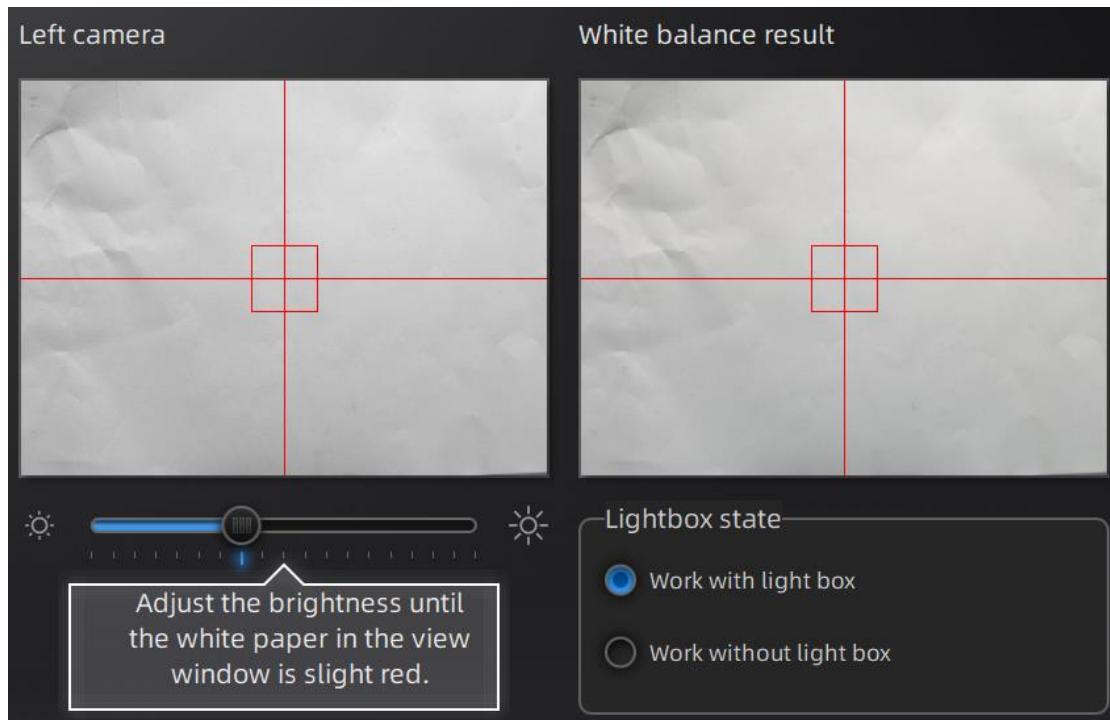 Left camera
White balance result
Adjust the brightness until
the white paper in the view
window is slight red.
Lightbox state
Work with light box
Work without light box